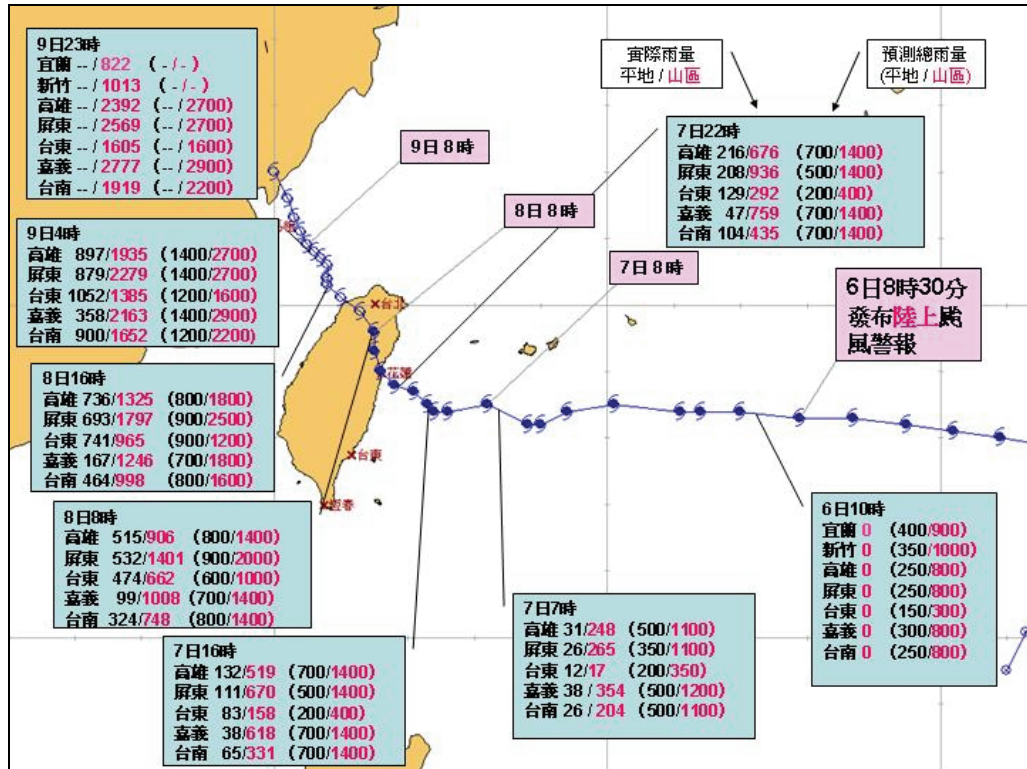 9日23時
宜蘭 -- / 822 ( - / - )
新竹 -- / 1013 ( - / - )
高雄 -- / 2392 (-- / 2700)
屏東 -- / 2569 (-- / 2700)
台東 -- / 1605 (-- / 1600)
嘉義 -- / 2777 (-- / 2900)
台南 -- / 1919 (-- / 2200)
實際雨量
平地 / 山區
預測總雨量
(平地 / 山區)
7日22時
高雄 216/676 (700/1400)
屏東 208/936 (500/1400)
台東 129/292 (200/400)
嘉義 47/759 (700/1400)
台南 104/435 (700/1400)
9日8時
8日8時
7日8時
6日8時30分
發布陸上颱
風警報
9日4時
高雄 897/1935 (1400/2700)
屏東 879/2279 (1400/2700)
台東 1052/1385 (1200/1600)
嘉義 358/2163 (1400/2900)
台南 900/1652 (1200/2200)
台北
花蓮
台東
恆春
8日16時
高雄 736/1325 (800/1800)
屏東 693/1797 (900/2500)
台東 741/965 (900/1200)
嘉義 167/1246 (700/1800)
台南 464/998 (800/1600)
8日8時
高雄 515/906 (800/1400)
屏東 532/1401 (900/2000)
台東 474/662 (600/1000)
嘉義 99/1008 (700/1400)
台南 324/748 (800/1400)
7日16時
高雄 132/519 (700/1400)
屏東 111/670 (500/1400)
台東 83/158 (200/400)
嘉義 38/618 (700/1400)
台南 65/331 (700/1400)
7日7時
高雄 31/248 (500/1100)
屏東 26/265 (350/1100)
台東 12/17 (200/350)
嘉義 38 / 354 (500/1200)
台南 26 / 204 (500/1100)
6日10時
宜蘭 0 (400/900)
新竹 0 (350/1000)
高雄 0 (250/800)
屏東 0 (250/800)
台東 0 (150/300)
嘉義 0 (300/800)
台南 0 (250/800)